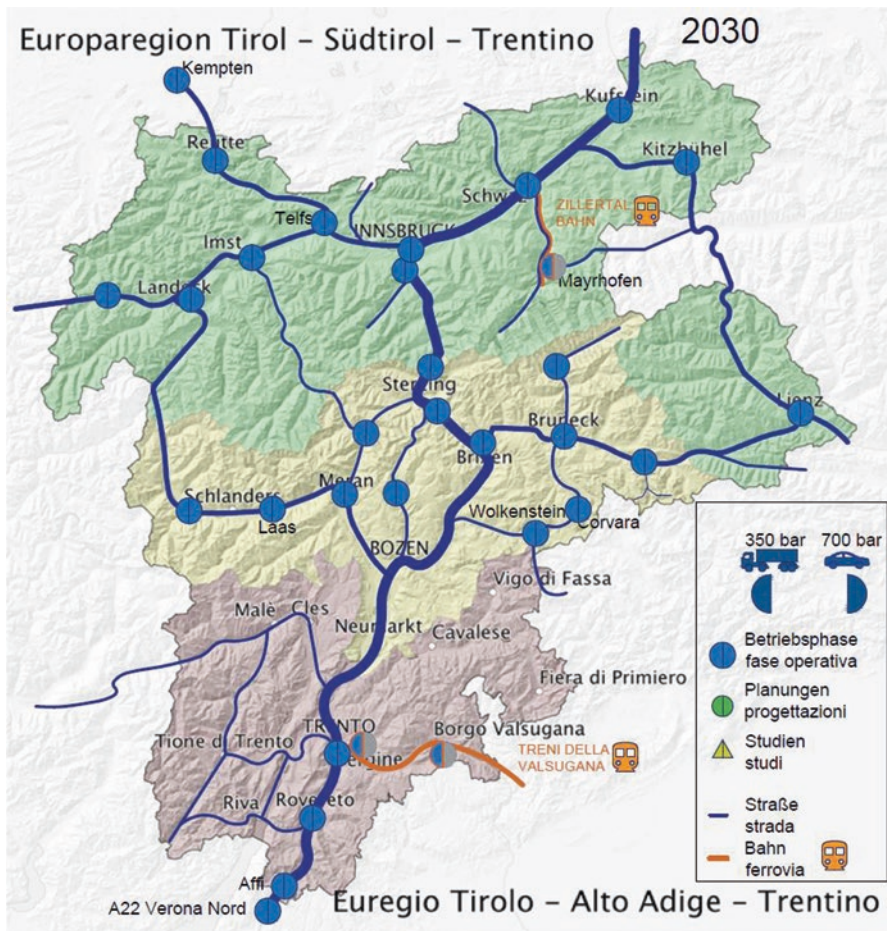 Europaregion Tirol – Südtirol – Trentino
2030
Kempten
Kufstein
Reutte
Kitzbühel
Schwaz
ZILLERTAL
BAHN
Telfs
INNSBRUCK
Imst
Mayrhofen
Landeck
Sterzing
Lienz
Bruneck
Brixen
Meran
Schlanders
Laas
Wolkenstein
Corvara
BOZEN
350 bar
700 bar
Vigo di Fassa
Malè
Cles
Neumarkt
Cavalese
Betriebsphase
fase operativa
Fiera di Primiero
Planungen
progettazioni
TRENTO
Borgo Valsugana
Tione di Trento
Pergine
TRENI DELLA
VALSUGANA
Studien
studi
Riva
Rovereto
Straße
strada
Bahn
ferrovia
Affi
A22 Verona Nord
Euregio Tirolo – Alto Adige – Trentino